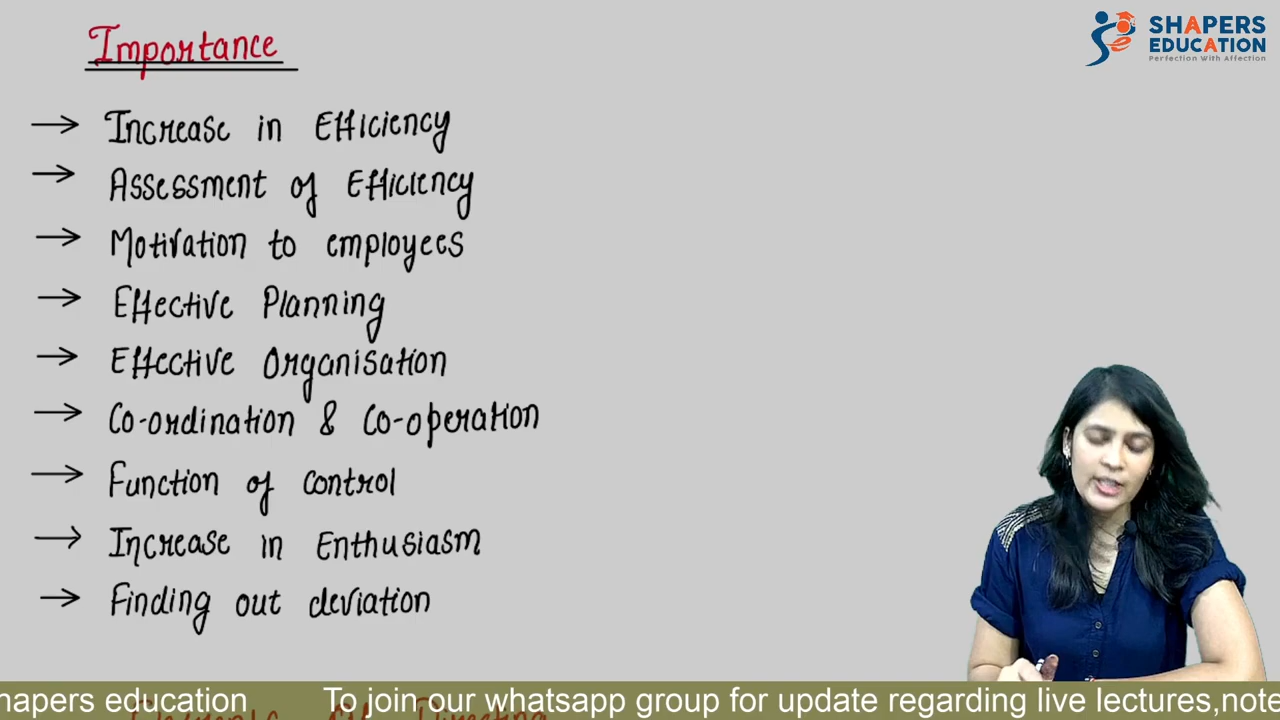 Importance
SHAPERS
EDUCATION
Perfection With Affection
→ Increase in Efficiency
→ Assessment of Efficiency
→ Motivation to employees
→ Effective Planning
→ Effective Organisation
→ Co-ordination & Co-operation
→ Function of control
→ Increase in Enthusiasm
→ Finding out deviation
hapers education To join our whatsapp group for update regarding live lectures,note